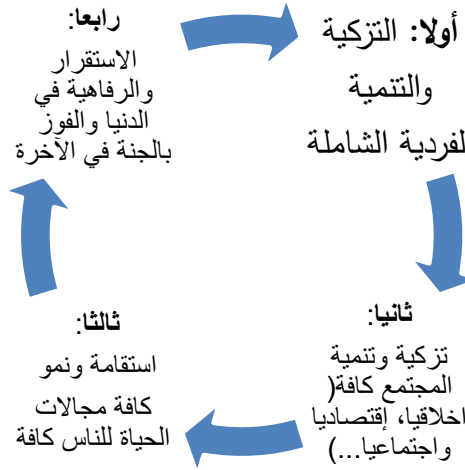 أولا: التزكية
والتنمية
الفردية الشاملة
ثانيا:
تزكية وتنمية
المجتمع كافة(
اخلاقيا، إقتصاديا
واجتماعيا...)
ثالثا:
استقامة ونمو
كافة مجالات
الحياة للناس كافة
رابعا:
الاستقرار
والرفاهية في
الدنيا والفوز
بالجنة في الآخرة